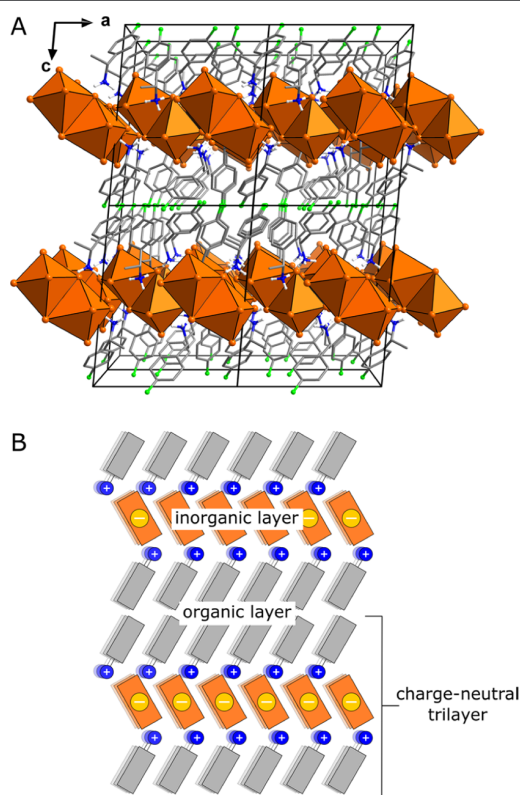 A
a
c
B
inorganic layer
organic layer
charge-neutral
trilayer